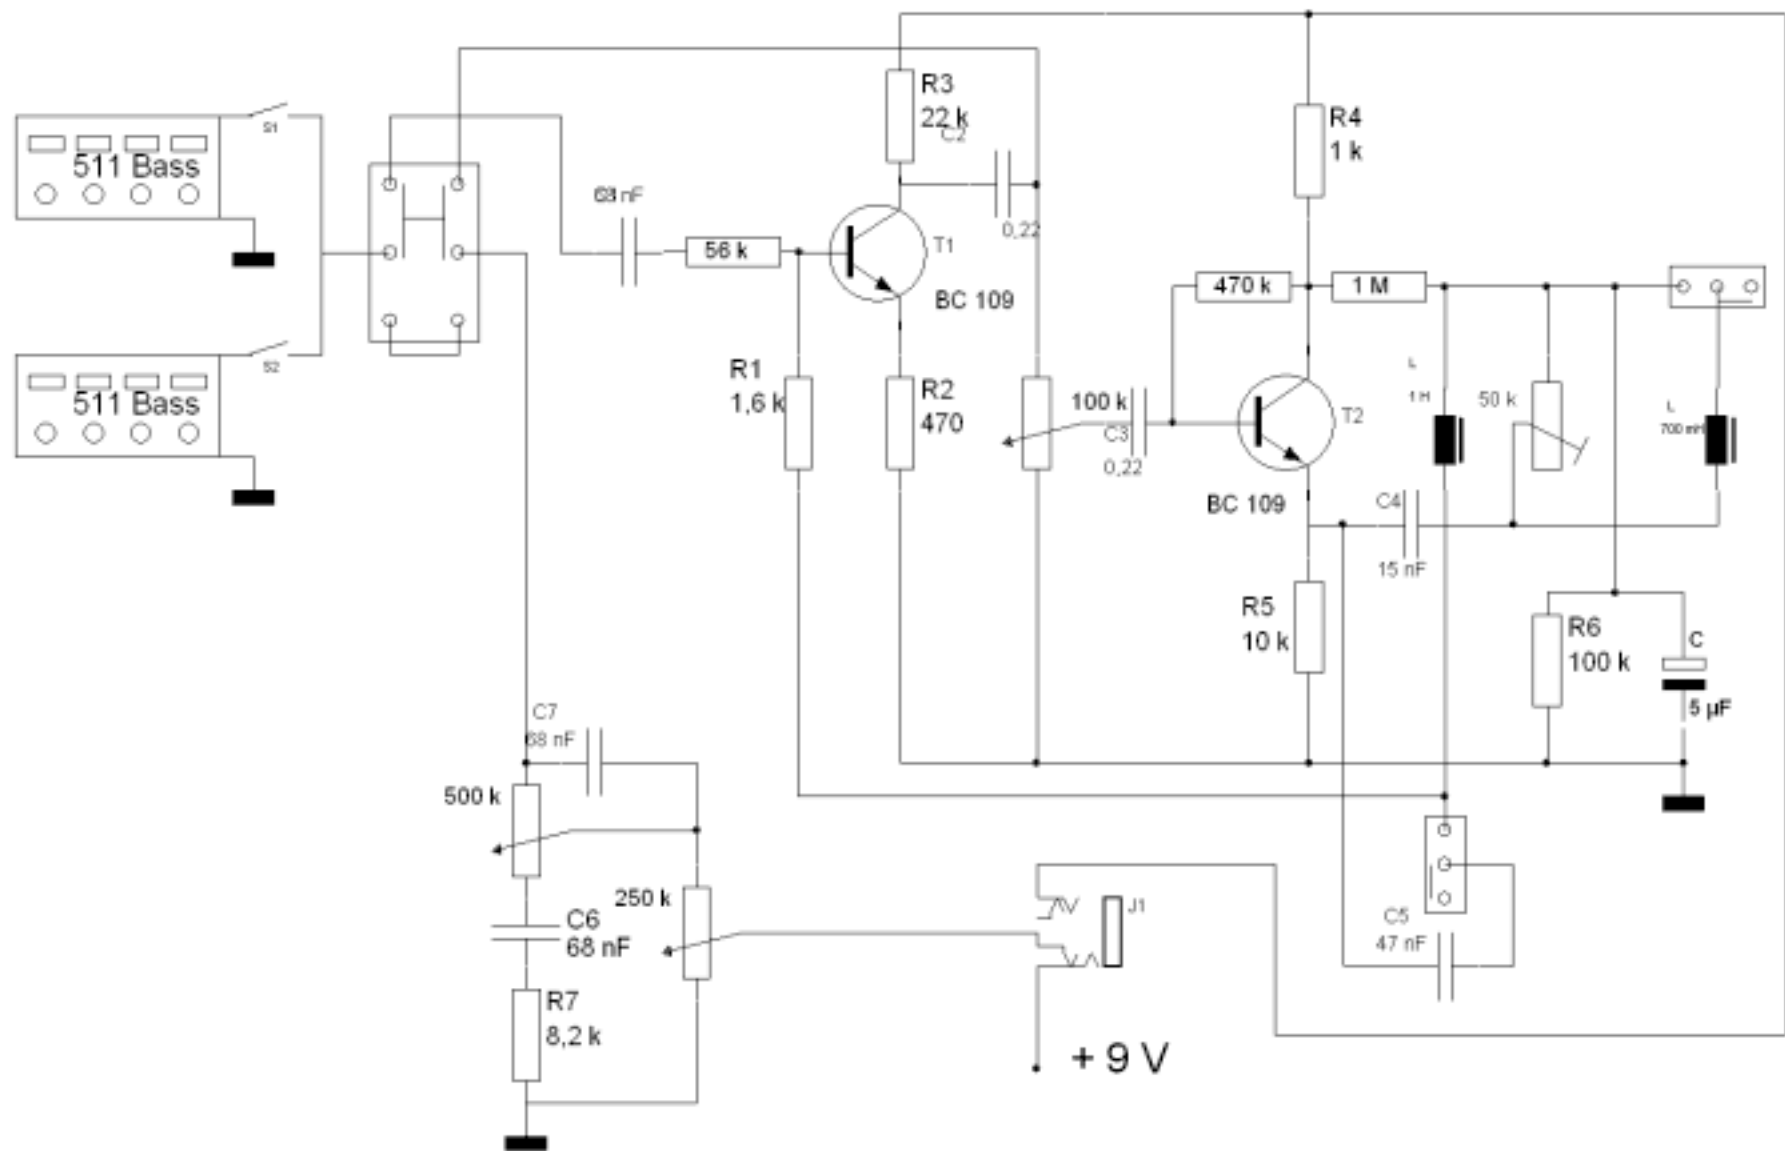 511 Bass
S1
511 Bass
S2
68 nF
56 k
R3
22 k
C2
0,22
T1
BC 109
R1
1,6 k
R2
470
R4
1 k
470 k
1 M
100 k
C3
0,22
T2
BC 109
L
1 H
50 k
L
700 mH
C4
15 nF
R5
10 k
R6
100 k
C
5 µF
C7
68 nF
500 k
C6
68 nF
250 k
R7
8,2 k
J1
C5
47 nF
+ 9 V